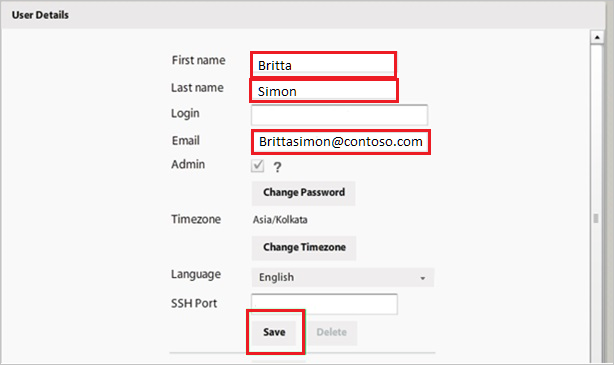 User Details
First name Britta
Last name Simon
Login
Email Brittasimon@contoso.com
Admin ?
Change Password
Timezone Asia/Kolkata
Change Timezone
Language English
SSH Port
Save Delete